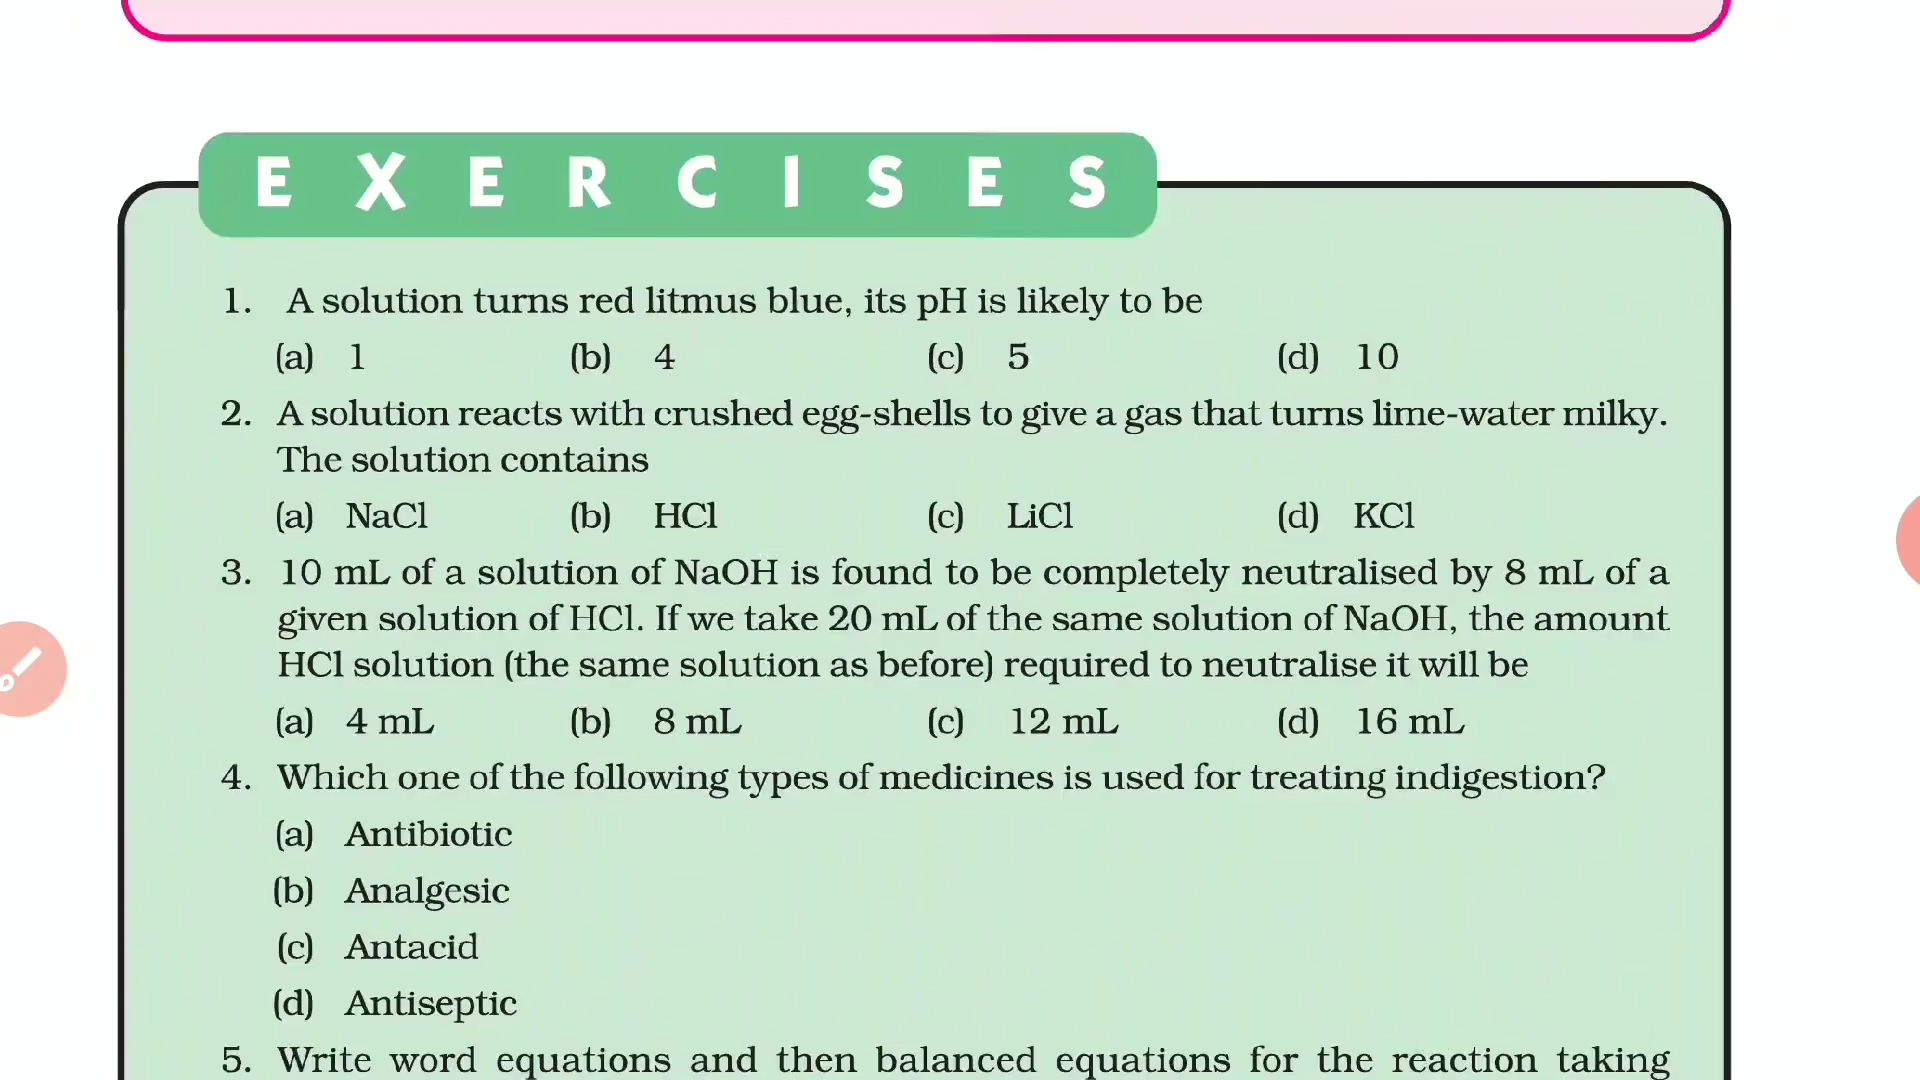 E X E R C I S E S
1. A solution turns red litmus blue, its pH is likely to be
(a) 1 (b) 4 (c) 5 (d) 10
2. A solution reacts with crushed egg-shells to give a gas that turns lime-water milky.
The solution contains
(a) NaCl (b) HCl (c) LiCl (d) KCl
3. 10 mL of a solution of NaOH is found to be completely neutralised by 8 mL of a
given solution of HCl. If we take 20 mL of the same solution of NaOH, the amount
HCl solution (the same solution as before) required to neutralise it will be
(a) 4 mL (b) 8 mL (c) 12 mL (d) 16 mL
4. Which one of the following types of medicines is used for treating indigestion?
(a) Antibiotic
(b) Analgesic
(c) Antacid
(d) Antiseptic
5. Write word equations and then balanced equations for the reaction taking